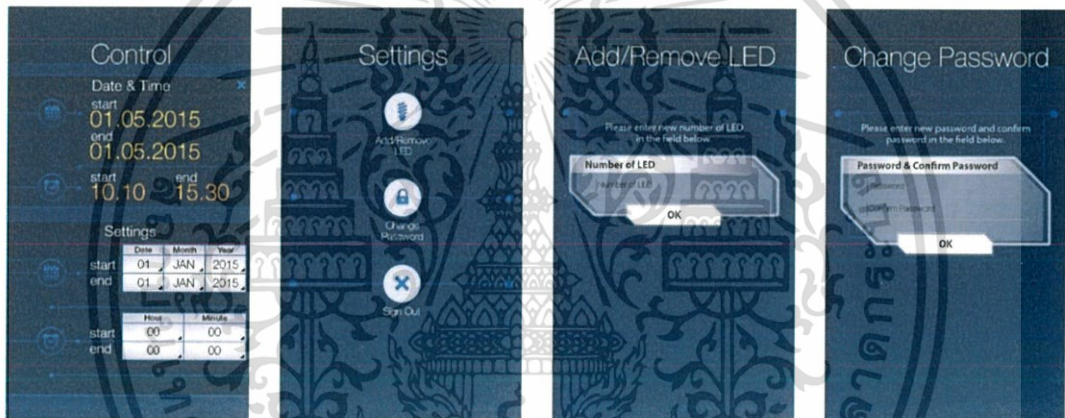 Control
Date & Time
start
01.05.2015
end
01.05.2015
start end
10.10 15.30
Settings
Date Month Year
start 01 JAN 2015
end 01 JAN 2015
Hour Minute
start 00 00
end 00 00
Settings
Add/Remove
LED
Change
Password
Sign Out
Add/Remove LED
Please enter new number of LED
in the field below.
Number of LED
Number of LED
OK
Change Password
Please enter new password and confirm
password in the field below.
Password & Confirm Password
Password
Confirm Password
OK